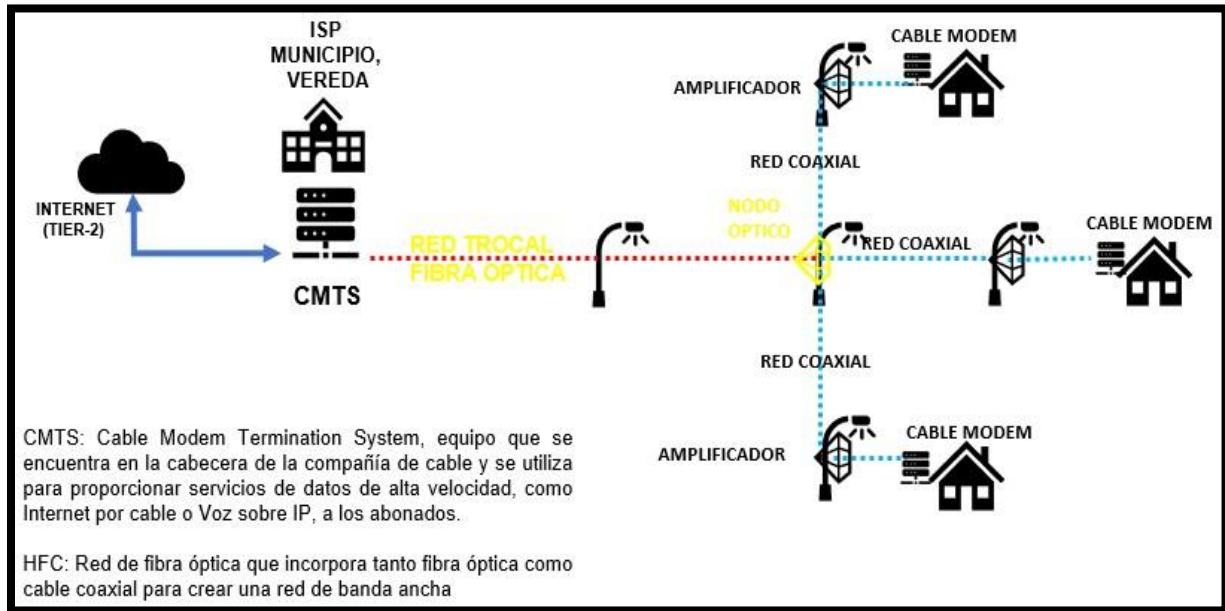 ISP
MUNICIPIO,
VEREDA
INTERNET
(TIER-2)
CMTS
RED TROCAL
FIBRA OPTICA
NODO
OPTICO
AMPLIFICADOR
CABLE MODEM
RED COAXIAL
RED COAXIAL
CABLE MODEM
RED COAXIAL
AMPLIFICADOR
CABLE MODEM
CMTS: Cable Modem Termination System, equipo que se
encuentra en la cabecera de la compañía de cable y se utiliza
para proporcionar servicios de datos de alta velocidad, como
Internet por cable o Voz sobre IP, a los abonados.
HFC: Red de fibra óptica que incorpora tanto fibra óptica como
cable coaxial para crear una red de banda ancha